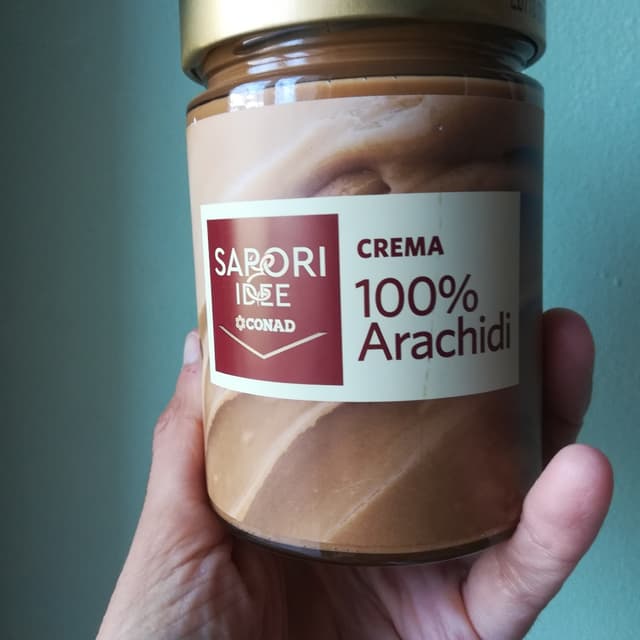 SAPORI
&
IDEE
CONAD
CREMA
100%
Arachidi